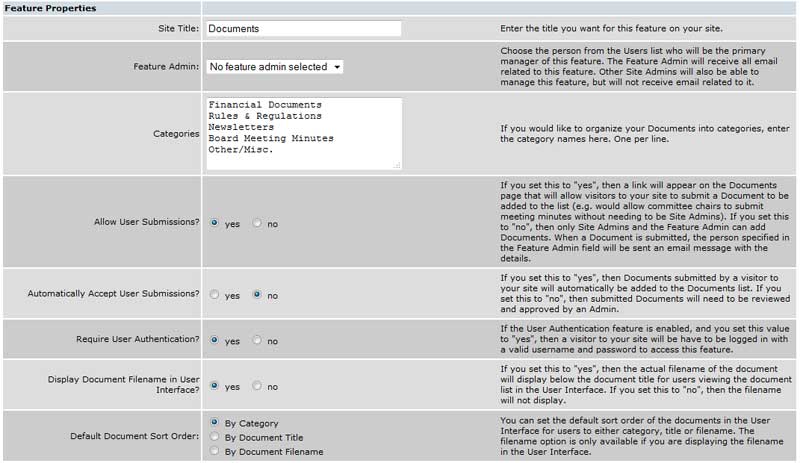 Feature Properties
Site Title:
Documents
Enter the title you want for this feature on your site.
Feature Admin:
No feature admin selected
Choose the person from the Users list who will be the primary
manager of this feature. The Feature Admin will receive all email
related to this feature. Other Site Admins will also be able to
manage this feature, but will not receive email related to it.
Categories
Financial Documents
Rules & Regulations
Newsletters
Board Meeting Minutes
Other/Misc.
If you would like to organize your Documents into categories, enter
the category names here. One per line.
Allow User Submissions?
yes no
If you set this to "yes", then a link will appear on the Documents
page that will allow visitors to your site to submit a Document to be
added to the list (e.g. would allow committee chairs to submit
meeting minutes without needing to be Site Admins). If you set this
to "no", then only Site Admins and the Feature Admin can add
Documents. When a Document is submitted, the person specified in
the Feature Admin field will be sent an email message with the
details.
Automatically Accept User Submissions?
yes no
If you set this to "yes", then Documents submitted by a visitor to
your site will automatically be added to the Documents list. If you
set this to "no", then submitted Documents will need to be reviewed
and approved by an Admin.
Require User Authentication?
yes no
If the User Authentication feature is enabled, and you set this value
to "yes", then a visitor to your site will be have to be logged in with
a valid username and password to access this feature.
Display Document Filename in User
Interface?
yes no
If you set this to "yes", then the actual filename of the document
will display below the document title for users viewing the document
list in the User Interface. If you set this to "no", then the filename
will not display.
Default Document Sort Order:
By Category
By Document Title
By Document Filename
You can set the default sort order of the documents in the User
Interface for users to either category, title or filename. The
filename option is only available if you are displaying the filename
in the User Interface.